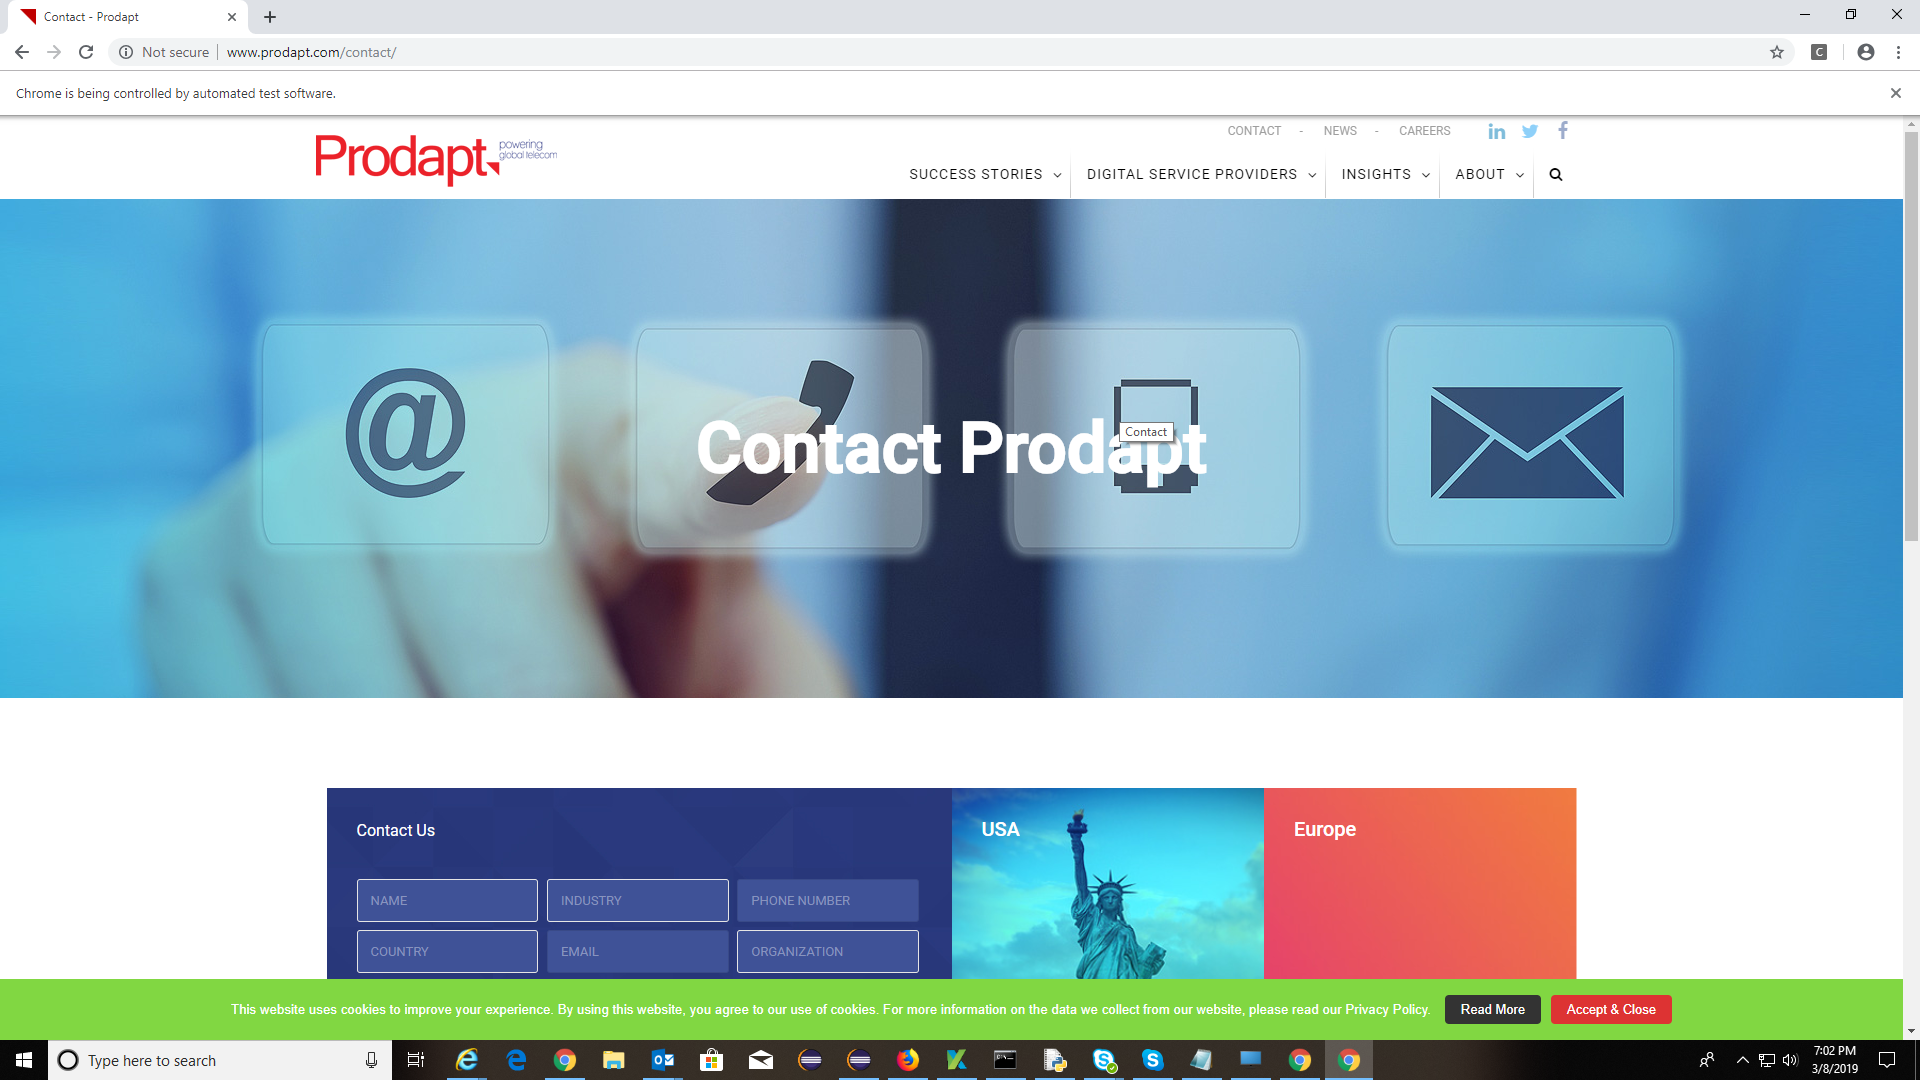 Contact - Prodapt
Not secure
www.prodapt.com/contact/
Chrome is being controlled by automated test software.
CONTACT - NEWS - CAREERS
Prodapt
powering
global telecom
SUCCESS STORIES
DIGITAL SERVICE PROVIDERS
INSIGHTS
ABOUT
@
Contact Prodapt
Contact
Contact Us
USA
Europe
NAME
INDUSTRY
PHONE NUMBER
COUNTRY
EMAIL
ORGANIZATION
This website uses cookies to improve your experience. By using this website, you agree to our use of cookies. For more information on the data we collect from our website, please read our Privacy Policy.
Read More
Accept & Close
Type here to search
7:02 PM
3/8/2019